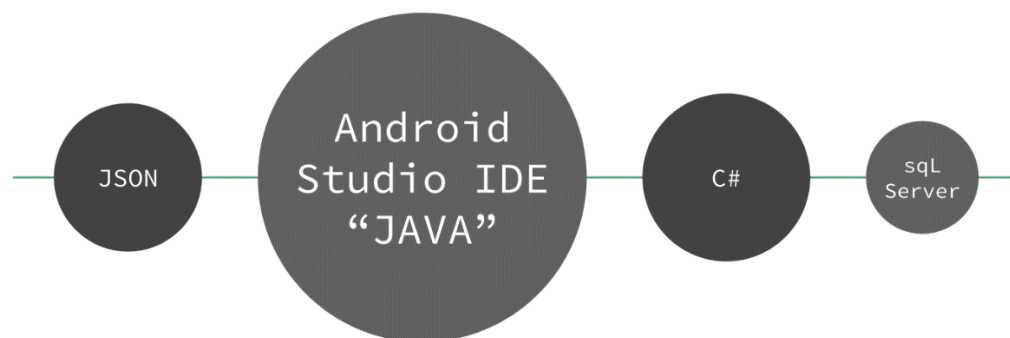 JSON
Android
Studio IDE
“JAVA”
C#
sqL
Server